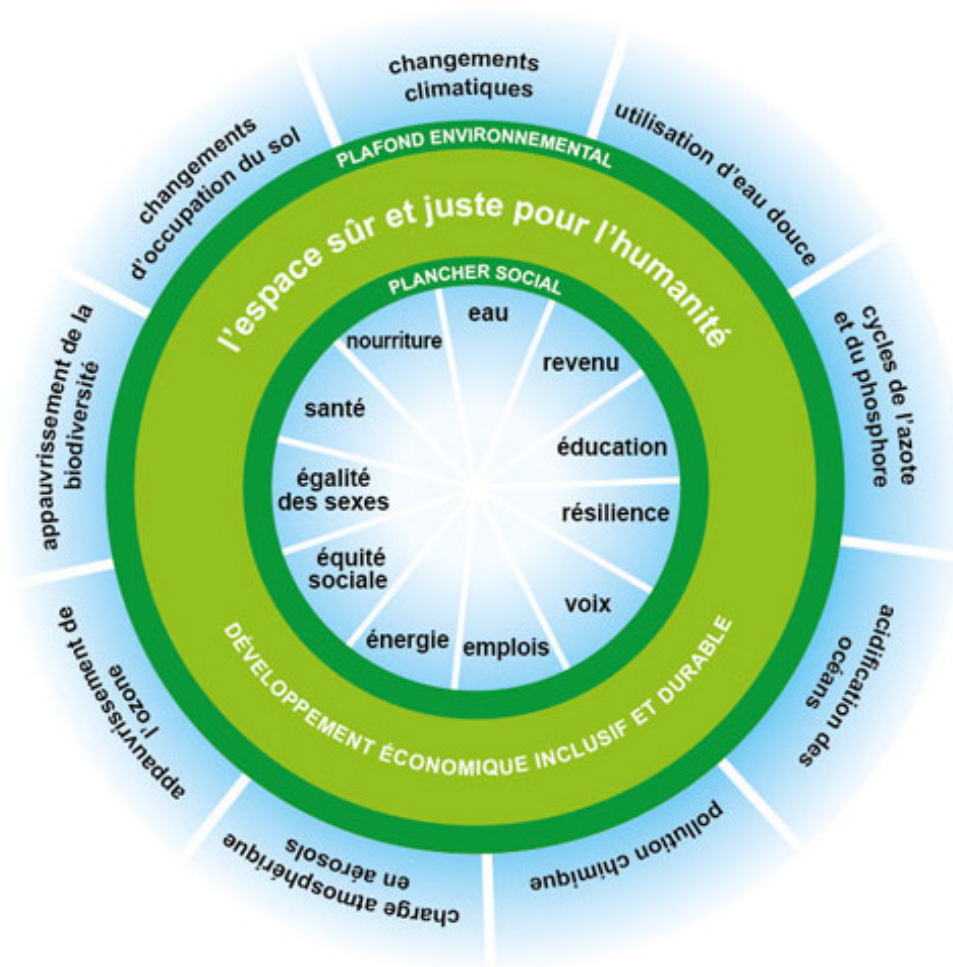 changements
climatiques
utilisation d'eau douce
cycles de l'azote
et du phosphore
acidification des
océans
pollution chimique
charge atmosphérique
en aérosols
appauvrissement de
l'ozone
appauvrissement de la
biodiversité
changements
d'occupation du sol
PLAFOND ENVIRONNEMENTAL
l'espace sûr et juste pour l'humanité
PLANCHER SOCIAL
eau
revenu
éducation
résilience
voix
emplois
énergie
équité
sociale
égalité
des sexes
santé
nourriture
DÉVELOPPEMENT ÉCONOMIQUE INCLUSIF ET DURABLE